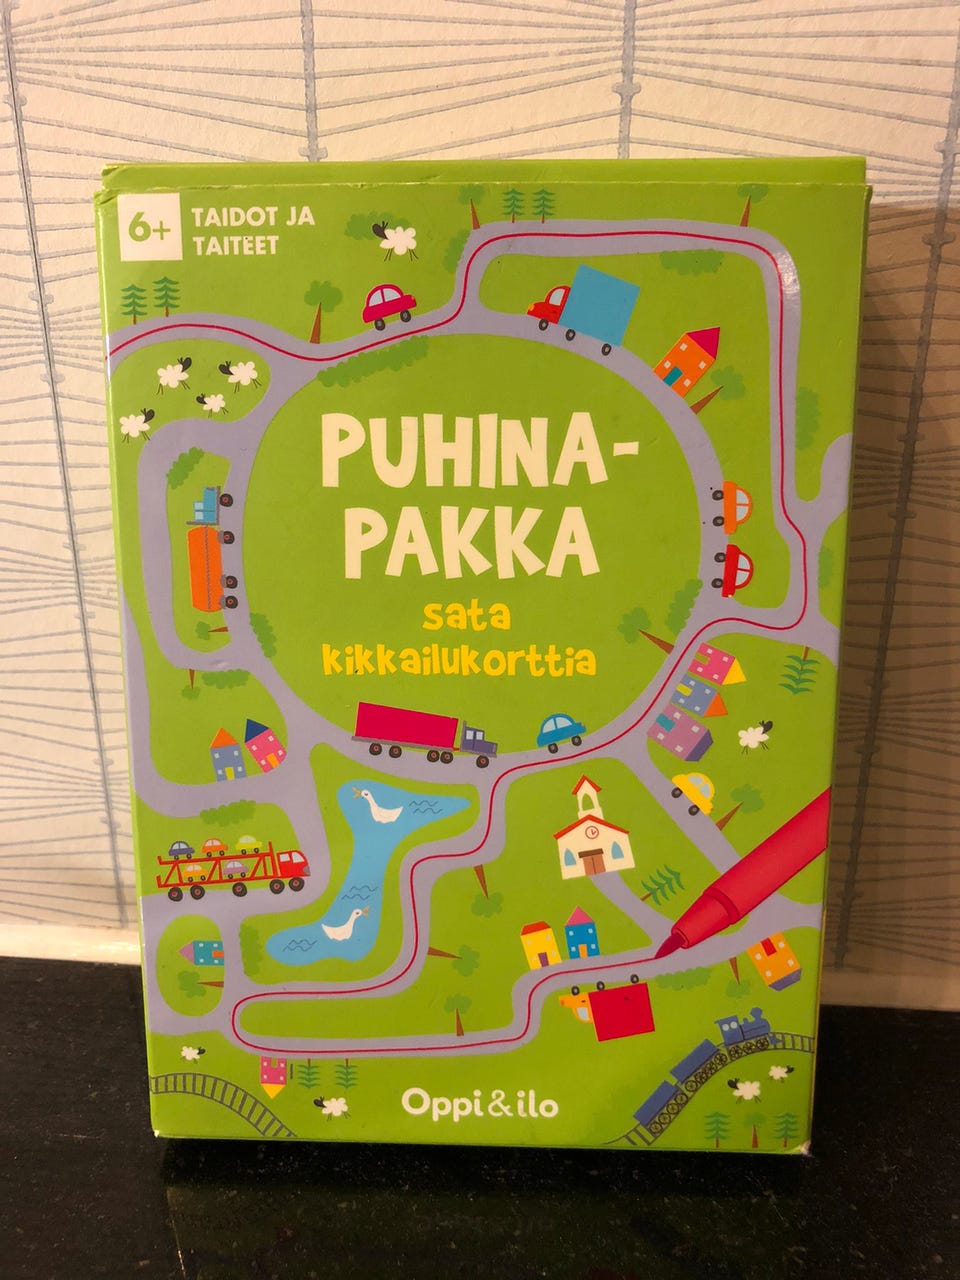 6+
TAIDOT JA
TAITEET
PUHINA-
PAKKA
sata
kikkailukorttia
Oppi&ilo